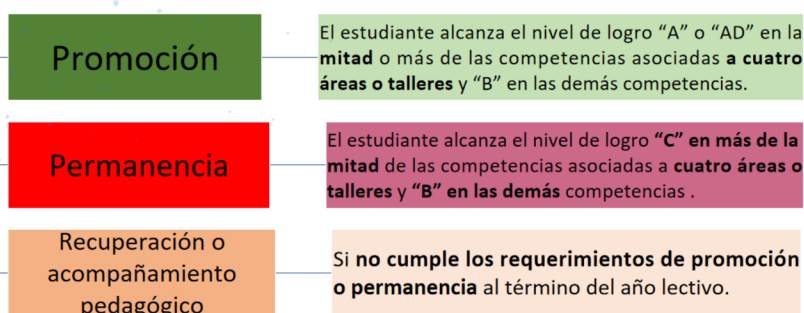 Promoción
El estudiante alcanza el nivel de logro “A” o “AD” en la
mitad o más de las competencias asociadas a cuatro
áreas o talleres y “B” en las demás competencias.
Permanencia
El estudiante alcanza el nivel de logro “C” en más de la
mitad de las competencias asociadas a cuatro áreas o
talleres y “B” en las demás competencias .
Recuperación o
acompañamiento
pedagógico
Si no cumple los requerimientos de promoción
o permanencia al término del año lectivo.